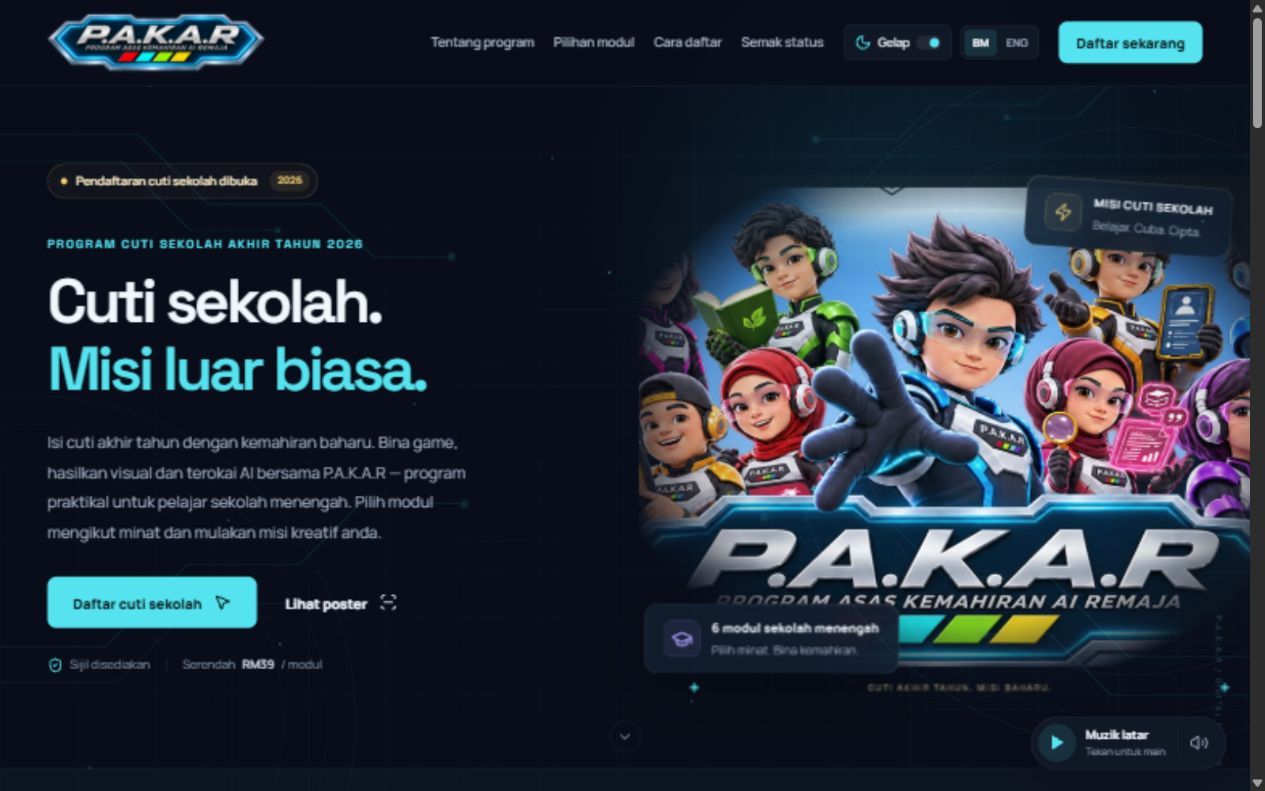 P.A.K.A.R
PROGRAM ASAS KEMAHIRAN AI REMAJA
Tentang program
Pilihan modul
Cara daftar
Semak status
Gelap
BM
ENG
Daftar sekarang
Pendaftaran cuti sekolah dibuka
2026
PROGRAM CUTI SEKOLAH AKHIR TAHUN 2026
Cuti sekolah.
Misi luar biasa.
Isi cuti akhir tahun dengan kemahiran baharu. Bina game,
hasilkan visual dan terokai AI bersama P.A.K.A.R — program
praktikal untuk pelajar sekolah menengah. Pilih modul
mengikut minat dan mulakan misi kreatif anda.
Daftar cuti sekolah
Lihat poster
Sijil disediakan
Serendah RM39 / modul
MISI CUTI SEKOLAH
Belajar. Cuba. Cipta.
P.A.K.A.R
P.A.K.A.R
PROGRAM ASAS KEMAHIRAN AI REMAJA
6 modul sekolah menengah
Pilih minat. Bina kemahiran.
CUTI AKHIR TAHUN. MISI BAHARU.
Muzik latar
Tekan untuk main